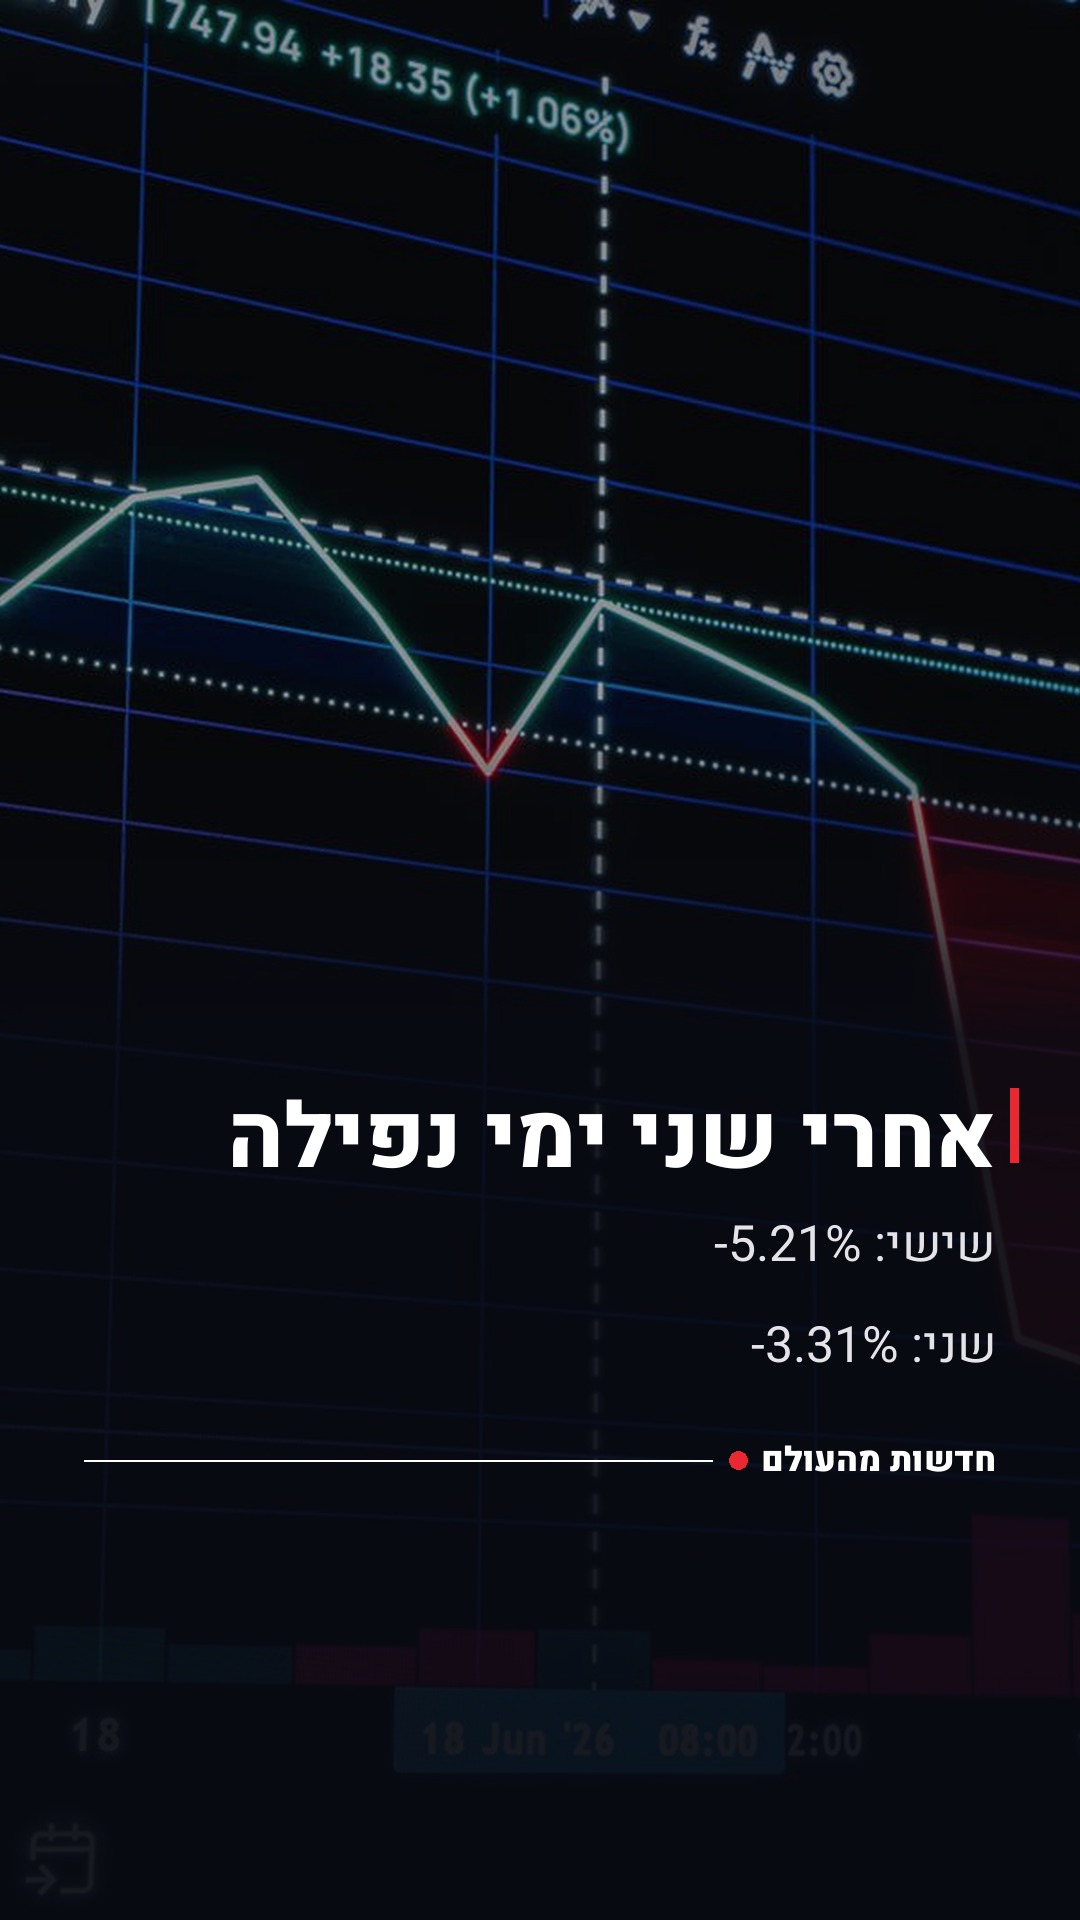 1747.94 +18.35 (+1.06%)
אחרי שני ימי נפילה
שישי: -5.21%
שני: -3.31%
חדשות מהעולם
18
18 Jun '26 08:00
2:00